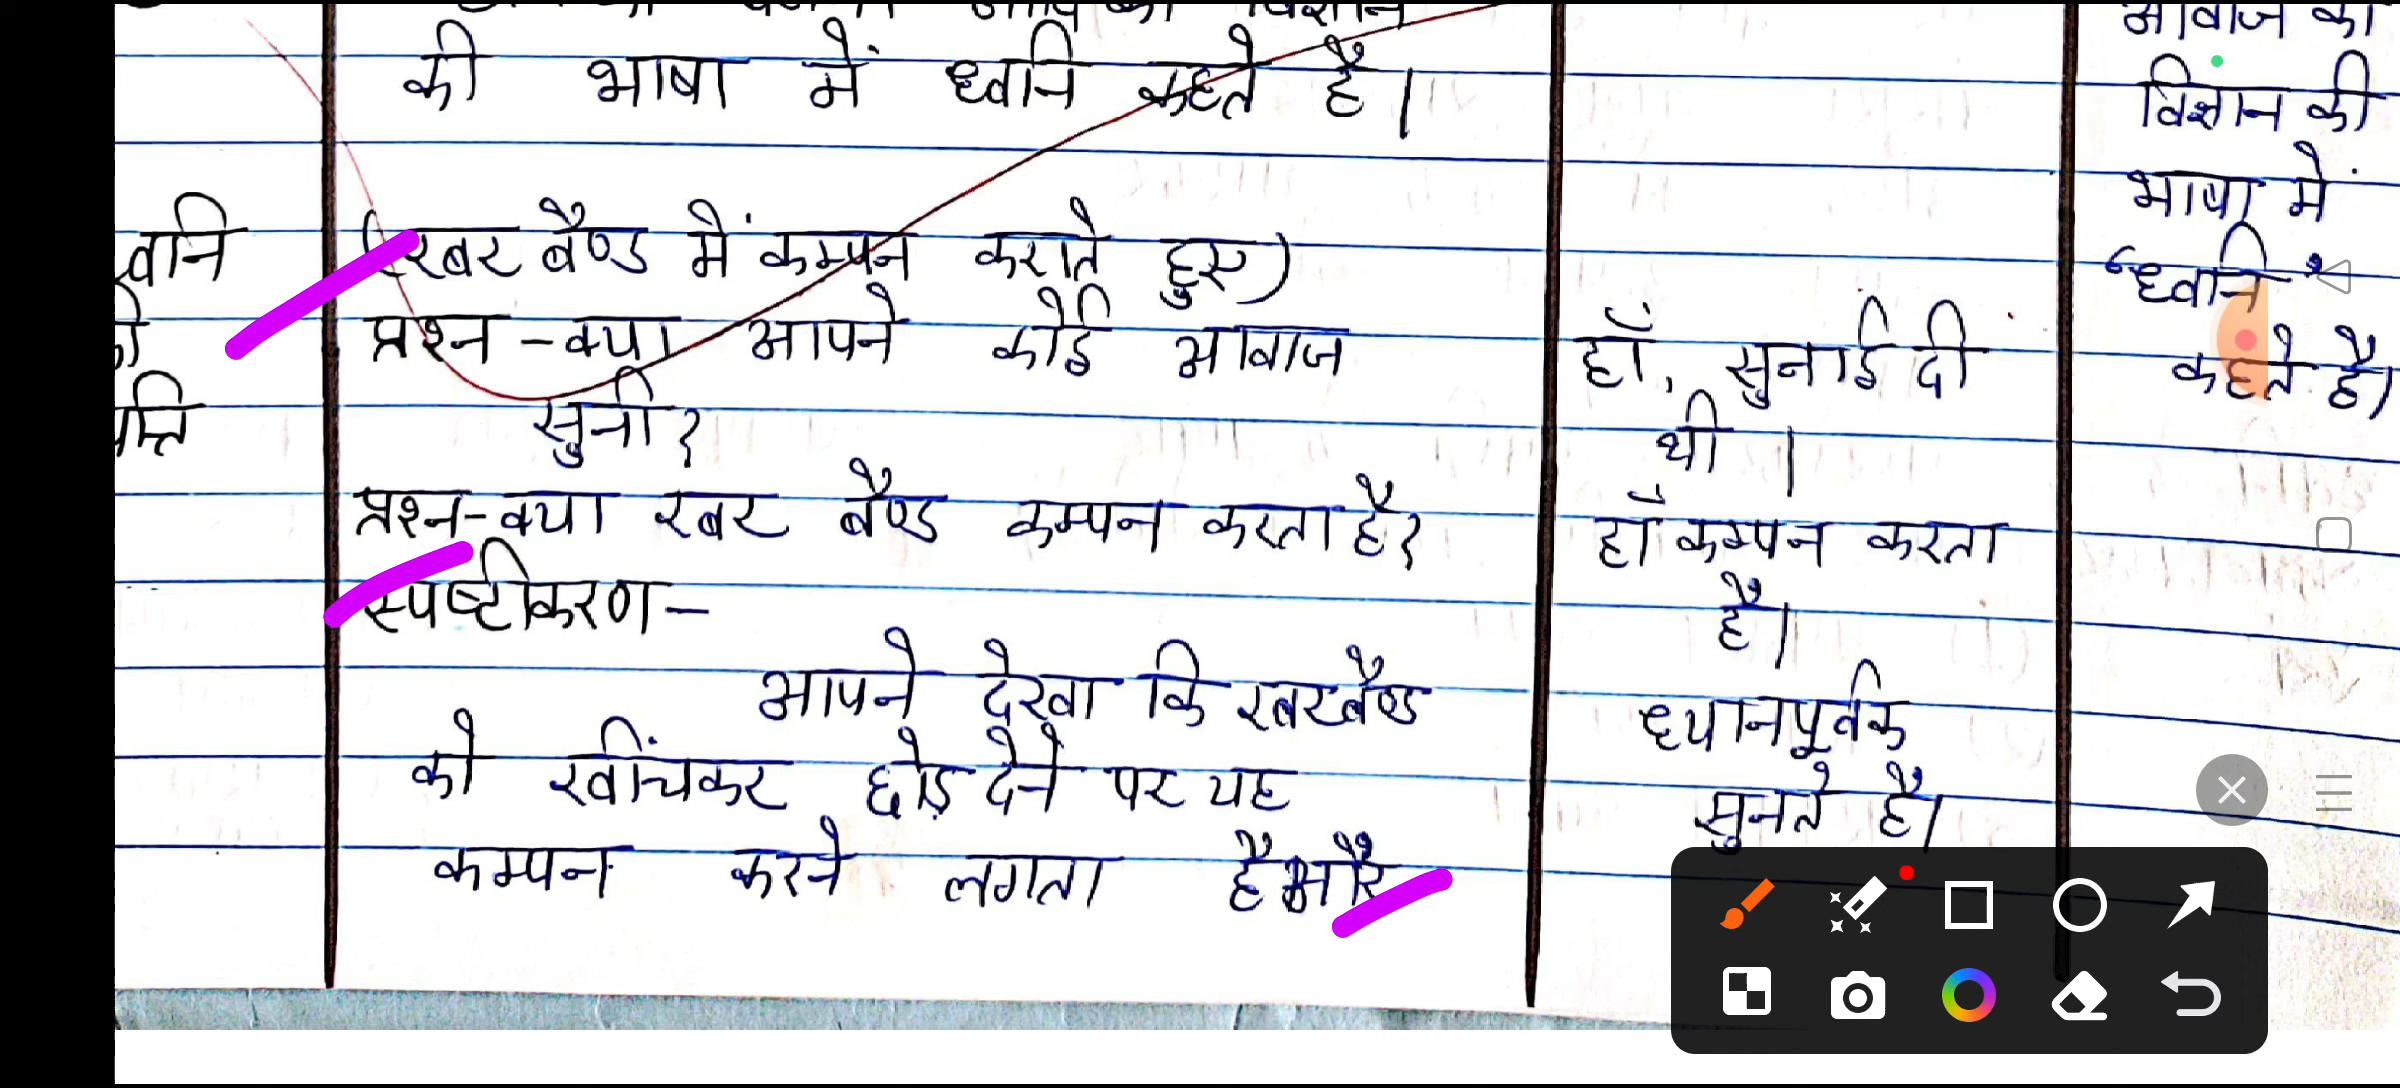 की भाषा में ध्वनि कहते है।
(रबर बैण्ड में कम्पन कराते हुए)
प्रश्न - क्या आपने कोई आवाज
सुनी?
प्रश्न - क्या रबर बैण्ड कम्पन करता है?
स्पष्टीकरण -
आपने देखा कि रबरबैण्ड
को खींचकर छोड़ देने पर यह
कम्पन करने लगता है और
हाँ, सुनाई दी
थी।
हाँ कम्पन करता
है।
ध्यानपूर्वक
सुनते है।
आवाज को
विज्ञान की
भाषा में
“ध्वनि”
कहते है।